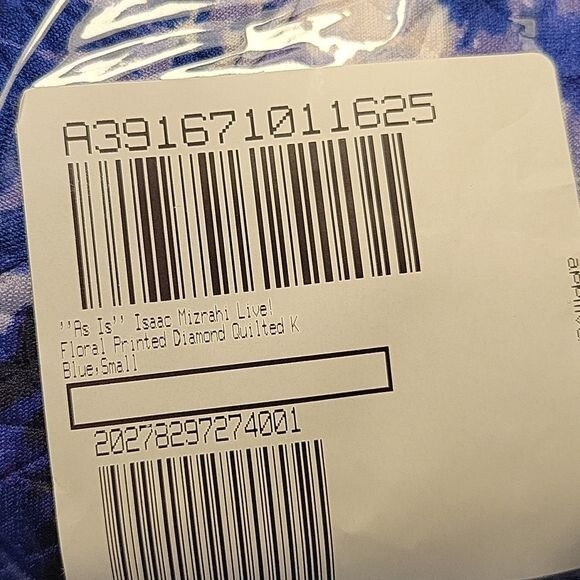 A391671011625
''As Is'' Isaac Mizrahi Live!
Floral Printed Diamond Quilted K
Blue,Small
20278297274001